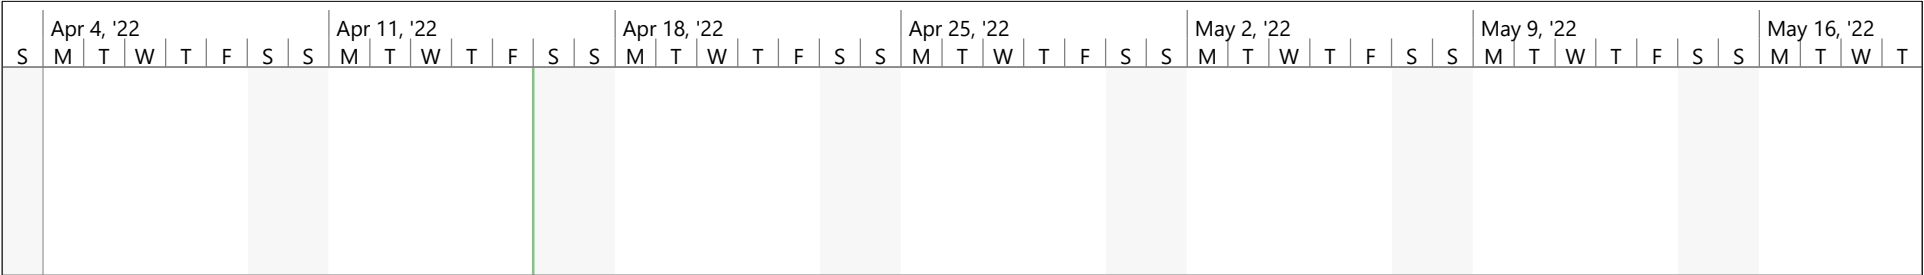 Apr 4, '22 Apr 11, '22 Apr 18, '22 Apr 25, '22 May 2, '22 May 9, '22 May 16, '22
S M T W T F S S M T W T F S S M T W T F S S M T W T F S S M T W T F S S M T W T F S S M T W T